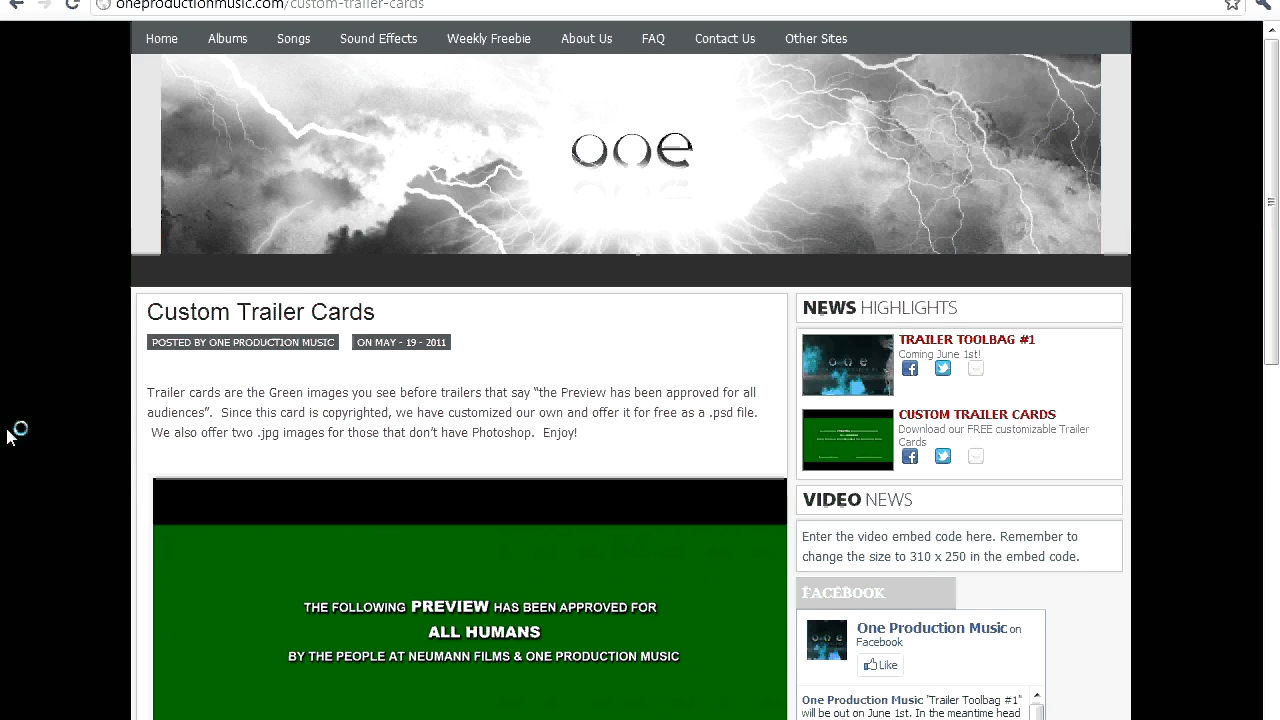 oneproductionmusic.com/custom-trailer-cards
Home Albums Songs Sound Effects Weekly Freebie About Us FAQ Contact Us Other Sites
one
Custom Trailer Cards
POSTED BY ONE PRODUCTION MUSIC ON MAY - 19 - 2011
Trailer cards are the Green images you see before trailers that say “the Preview has been approved for all
audiences”.  Since this card is copyrighted, we have customized our own and offer it for free as a .psd file.
We also offer two .jpg images for those that don’t have Photoshop.  Enjoy!
THE FOLLOWING PREVIEW HAS BEEN APPROVED FOR
ALL HUMANS
BY THE PEOPLE AT NEUMANN FILMS & ONE PRODUCTION MUSIC
NEWS HIGHLIGHTS
one
TRAILER TOOLBAG #1
Coming June 1st!
CUSTOM TRAILER CARDS
Download our FREE customizable Trailer
Cards
VIDEO NEWS
Enter the video embed code here. Remember to
change the size to 310 x 250 in the embed code.
FACEBOOK
one
One Production Music on
Facebook
Like
One Production Music "Trailer Toolbag #1"
will be out on June 1st. In the meantime head